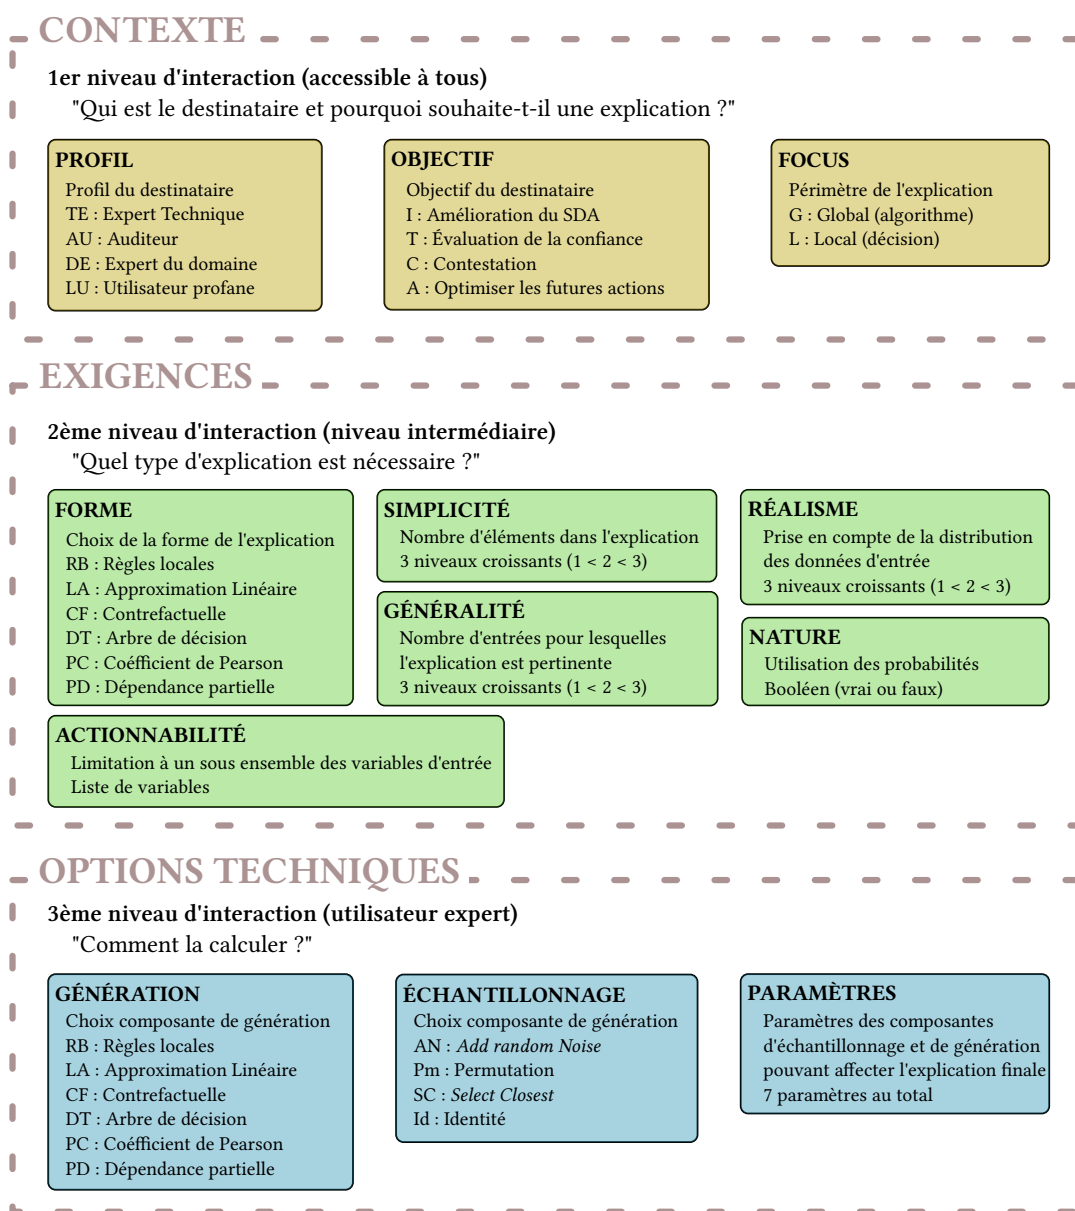 CONTEXTE
1er niveau d'interaction (accessible à tous)
"Qui est le destinataire et pourquoi souhaite-t-il une explication ?"
PROFIL
Profil du destinataire
TE : Expert Technique
AU : Auditeur
DE : Expert du domaine
LU : Utilisateur profane
OBJECTIF
Objectif du destinataire
I : Amélioration du SDA
T : Évaluation de la confiance
C : Contestation
A : Optimiser les futures actions
FOCUS
Périmètre de l'explication
G : Global (algorithme)
L : Local (décision)
EXIGENCES
2ème niveau d'interaction (niveau intermédiaire)
"Quel type d'explication est nécessaire ?"
FORME
Choix de la forme de l'explication
RB : Règles locales
LA : Approximation Linéaire
CF : Contrefactuelle
DT : Arbre de décision
PC : Coéfficient de Pearson
PD : Dépendance partielle
SIMPLICITÉ
Nombre d'éléments dans l'explication
3 niveaux croissants (1 < 2 < 3)
GÉNÉRALITÉ
Nombre d'entrées pour lesquelles
l'explication est pertinente
3 niveaux croissants (1 < 2 < 3)
RÉALISME
Prise en compte de la distribution
des données d'entrée
3 niveaux croissants (1 < 2 < 3)
NATURE
Utilisation des probabilités
Booléen (vrai ou faux)
ACTIONNABILITÉ
Limitation à un sous ensemble des variables d'entrée
Liste de variables
OPTIONS TECHNIQUES
3ème niveau d'interaction (utilisateur expert)
"Comment la calculer ?"
GÉNÉRATION
Choix composante de génération
RB : Règles locales
LA : Approximation Linéaire
CF : Contrefactuelle
DT : Arbre de décision
PC : Coéfficient de Pearson
PD : Dépendance partielle
ÉCHANTILLONNAGE
Choix composante de génération
AN : Add random Noise
Pm : Permutation
SC : Select Closest
Id : Identité
PARAMÈTRES
Paramètres des composantes
d'échantillonnage et de génération
pouvant affecter l'explication finale
7 paramètres au total